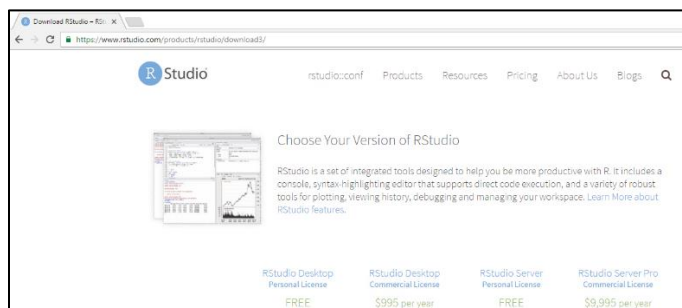 Download RStudio – RStu
https://www.rstudio.com/products/rstudio/download3/
R Studio
rstudio::conf Products Resources Pricing About Us Blogs
Choose Your Version of RStudio
RStudio is a set of integrated tools designed to help you be more productive with R. It includes a
console, syntax-highlighting editor that supports direct code execution, and a variety of robust
tools for plotting, viewing history, debugging and managing your workspace. Learn More about
RStudio features.
RStudio Desktop RStudio Desktop RStudio Server RStudio Server Pro
Personal License Commercial License Personal License Commercial License
FREE $995 per year FREE $9,995 per year